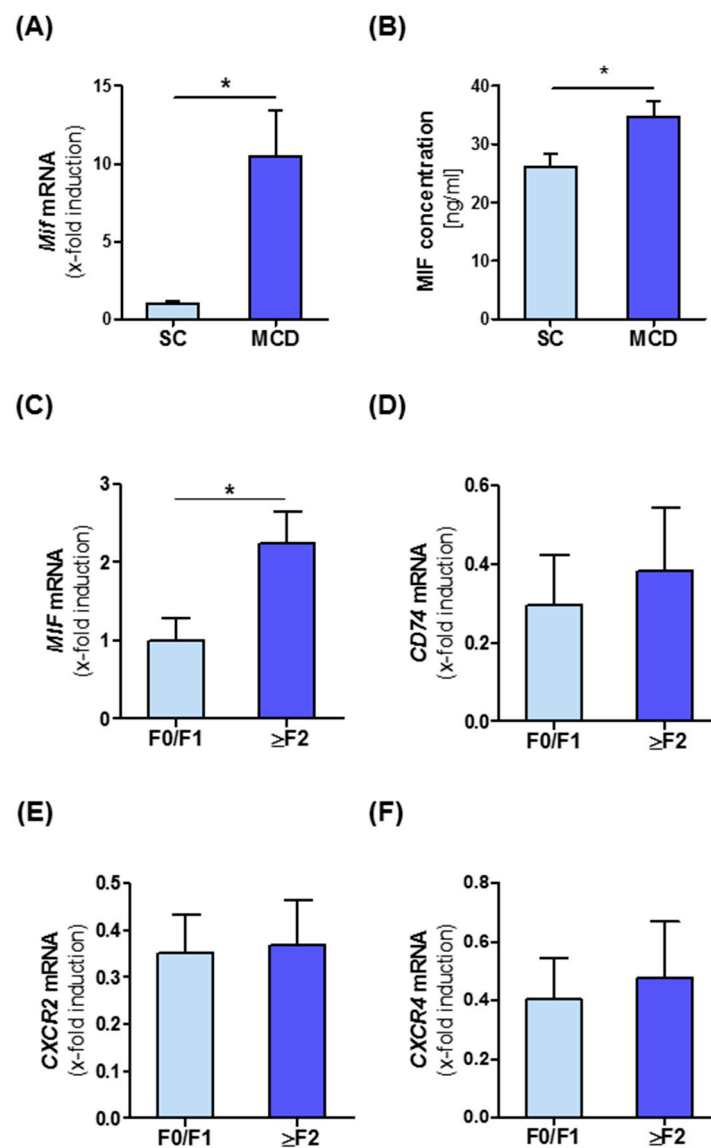 (A)
Mif mRNA
(x-fold induction)
15
10
5
0
*
SC
MCD
(B)
MIF concentration
[ng/ml]
40
30
20
10
0
*
SC
MCD
(C)
MIF mRNA
(x-fold induction)
3
2
1
0
*
F0/F1
≥F2
(D)
CD74 mRNA
(x-fold induction)
0.6
0.4
0.2
0.0
F0/F1
≥F2
(E)
CXCR2 mRNA
(x-fold induction)
0.5
0.4
0.3
0.2
0.1
0.0
F0/F1
≥F2
(F)
CXCR4 mRNA
(x-fold induction)
0.8
0.6
0.4
0.2
0.0
F0/F1
≥F2